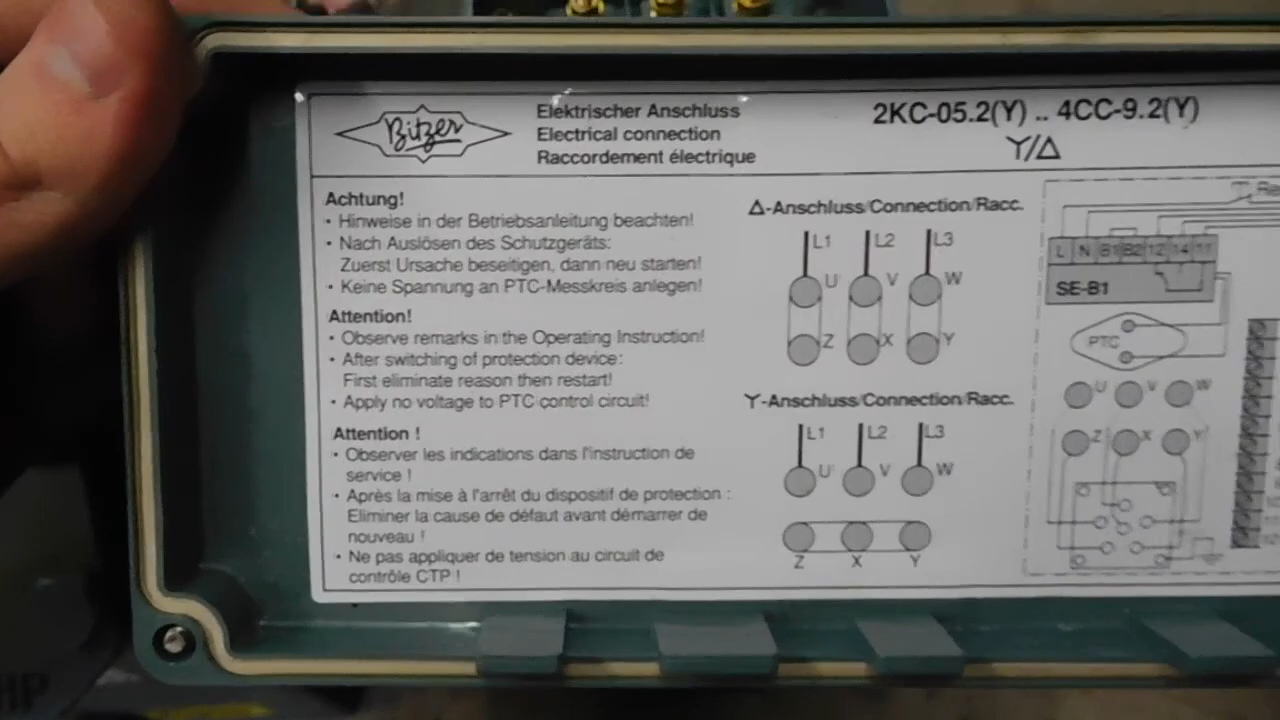 Bitzer
Elektrischer Anschluss
Electrical connection
Raccordement électrique
2KC-05.2(Y) .. 4CC-9.2(Y)
Y/Δ
Achtung!
• Hinweise in der Betriebsanleitung beachten!
• Nach Auslösen des Schutzgeräts:
Zuerst Ursache beseitigen, dann neu starten!
• Keine Spannung an PTC-Messkreis anlegen!
Attention!
• Observe remarks in the Operating Instruction!
• After switching of protection device:
First eliminate reason then restart!
• Apply no voltage to PTC control circuit!
Attention !
• Observer les indications dans l'instruction de
service !
• Après la mise à l'arrêt du dispositif de protection :
Eliminer la cause de défaut avant démarrer de
nouveau !
• Ne pas appliquer de tension au circuit de
contrôle CTP !
Δ-Anschluss/Connection/Racc.
L1 L2 L3
U V W
Z X Y
Y-Anschluss/Connection/Racc.
L1 L2 L3
U V W
Z X Y
Re
L N B1 B2 12 14 11
SE-B1
PTC
U V W
Z X Y
HP